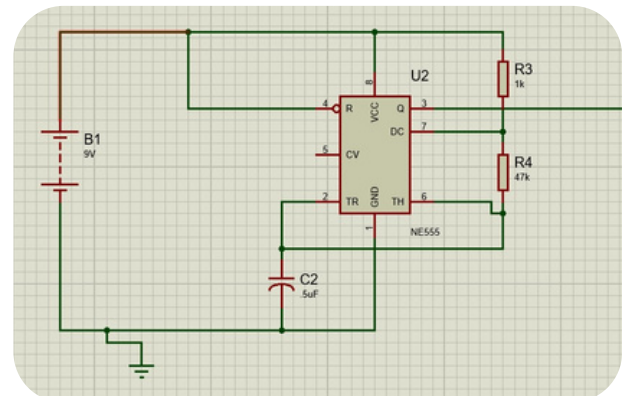 U2
R3
1k
8
4
R
VCC
Q
3
DC
7
B1
9V
5
CV
R4
47k
2
TR
GND
TH
6
1
NE555
C2
.5uF